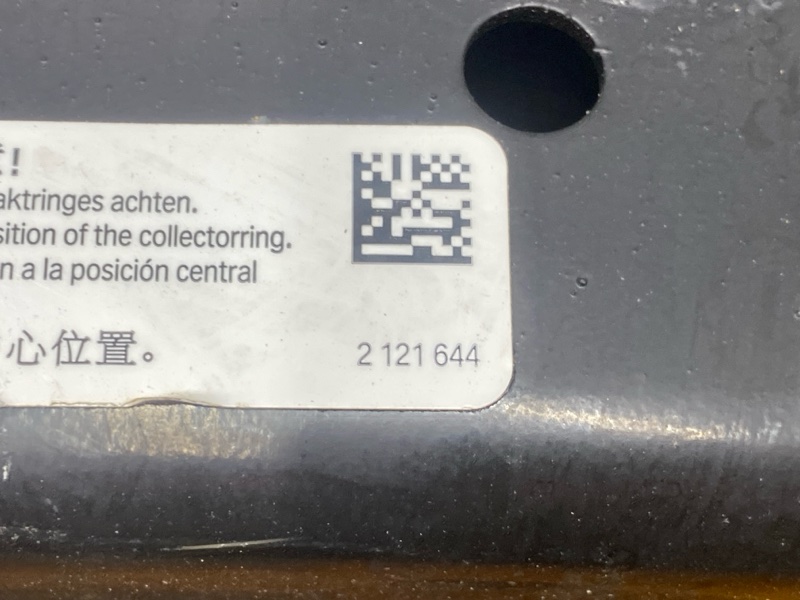 !
aktringes achten.
sition of the collectorring.
n a la posición central
心位置。
2 121 644